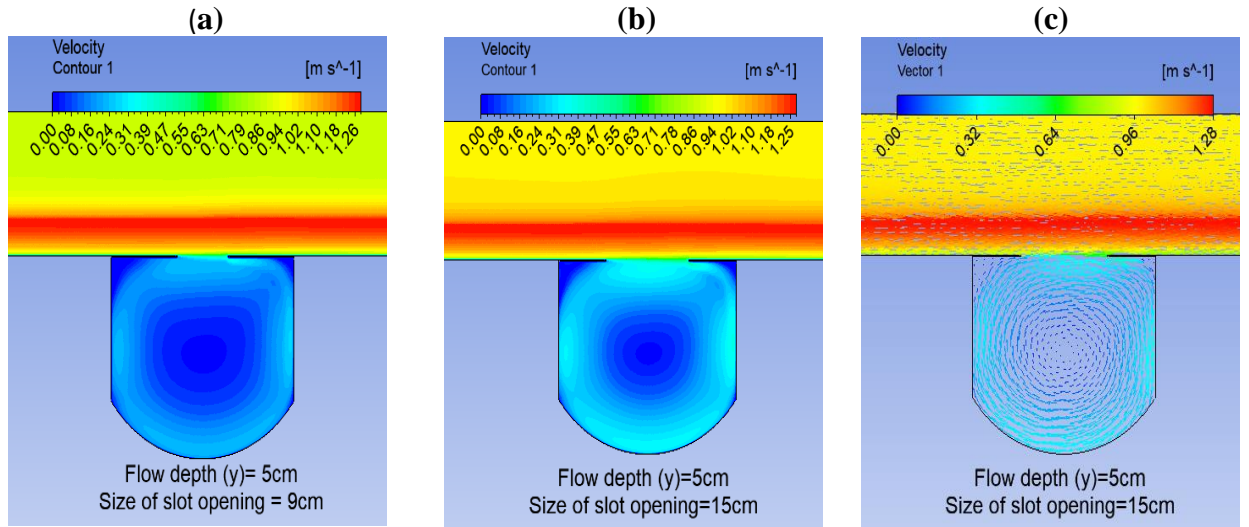 (a)
Velocity
Contour 1
[m s^-1]
0.00 0.08 0.16 0.24 0.31 0.39 0.47 0.55 0.63 0.71 0.79 0.86 0.94 1.02 1.10 1.18 1.26
Flow depth (y)= 5cm
Size of slot opening = 9cm
(b)
Velocity
Contour 1
[m s^-1]
0.00 0.08 0.16 0.24 0.31 0.39 0.47 0.55 0.63 0.71 0.78 0.86 0.94 1.02 1.10 1.18 1.25
Flow depth (y)=5cm
Size of slot opening=15cm
(c)
Velocity
Vector 1
[m s^-1]
0.00 0.32 0.64 0.96 1.28
Flow depth (y)=5cm
Size of slot opening=15cm